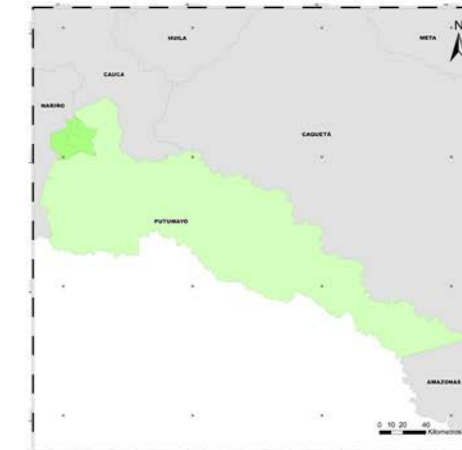 N
HUILA
META
CAUCA
NARIÑO
CAQUETÁ
PUTUMAYO
AMAZONAS
0 10 20 40
Kilometros